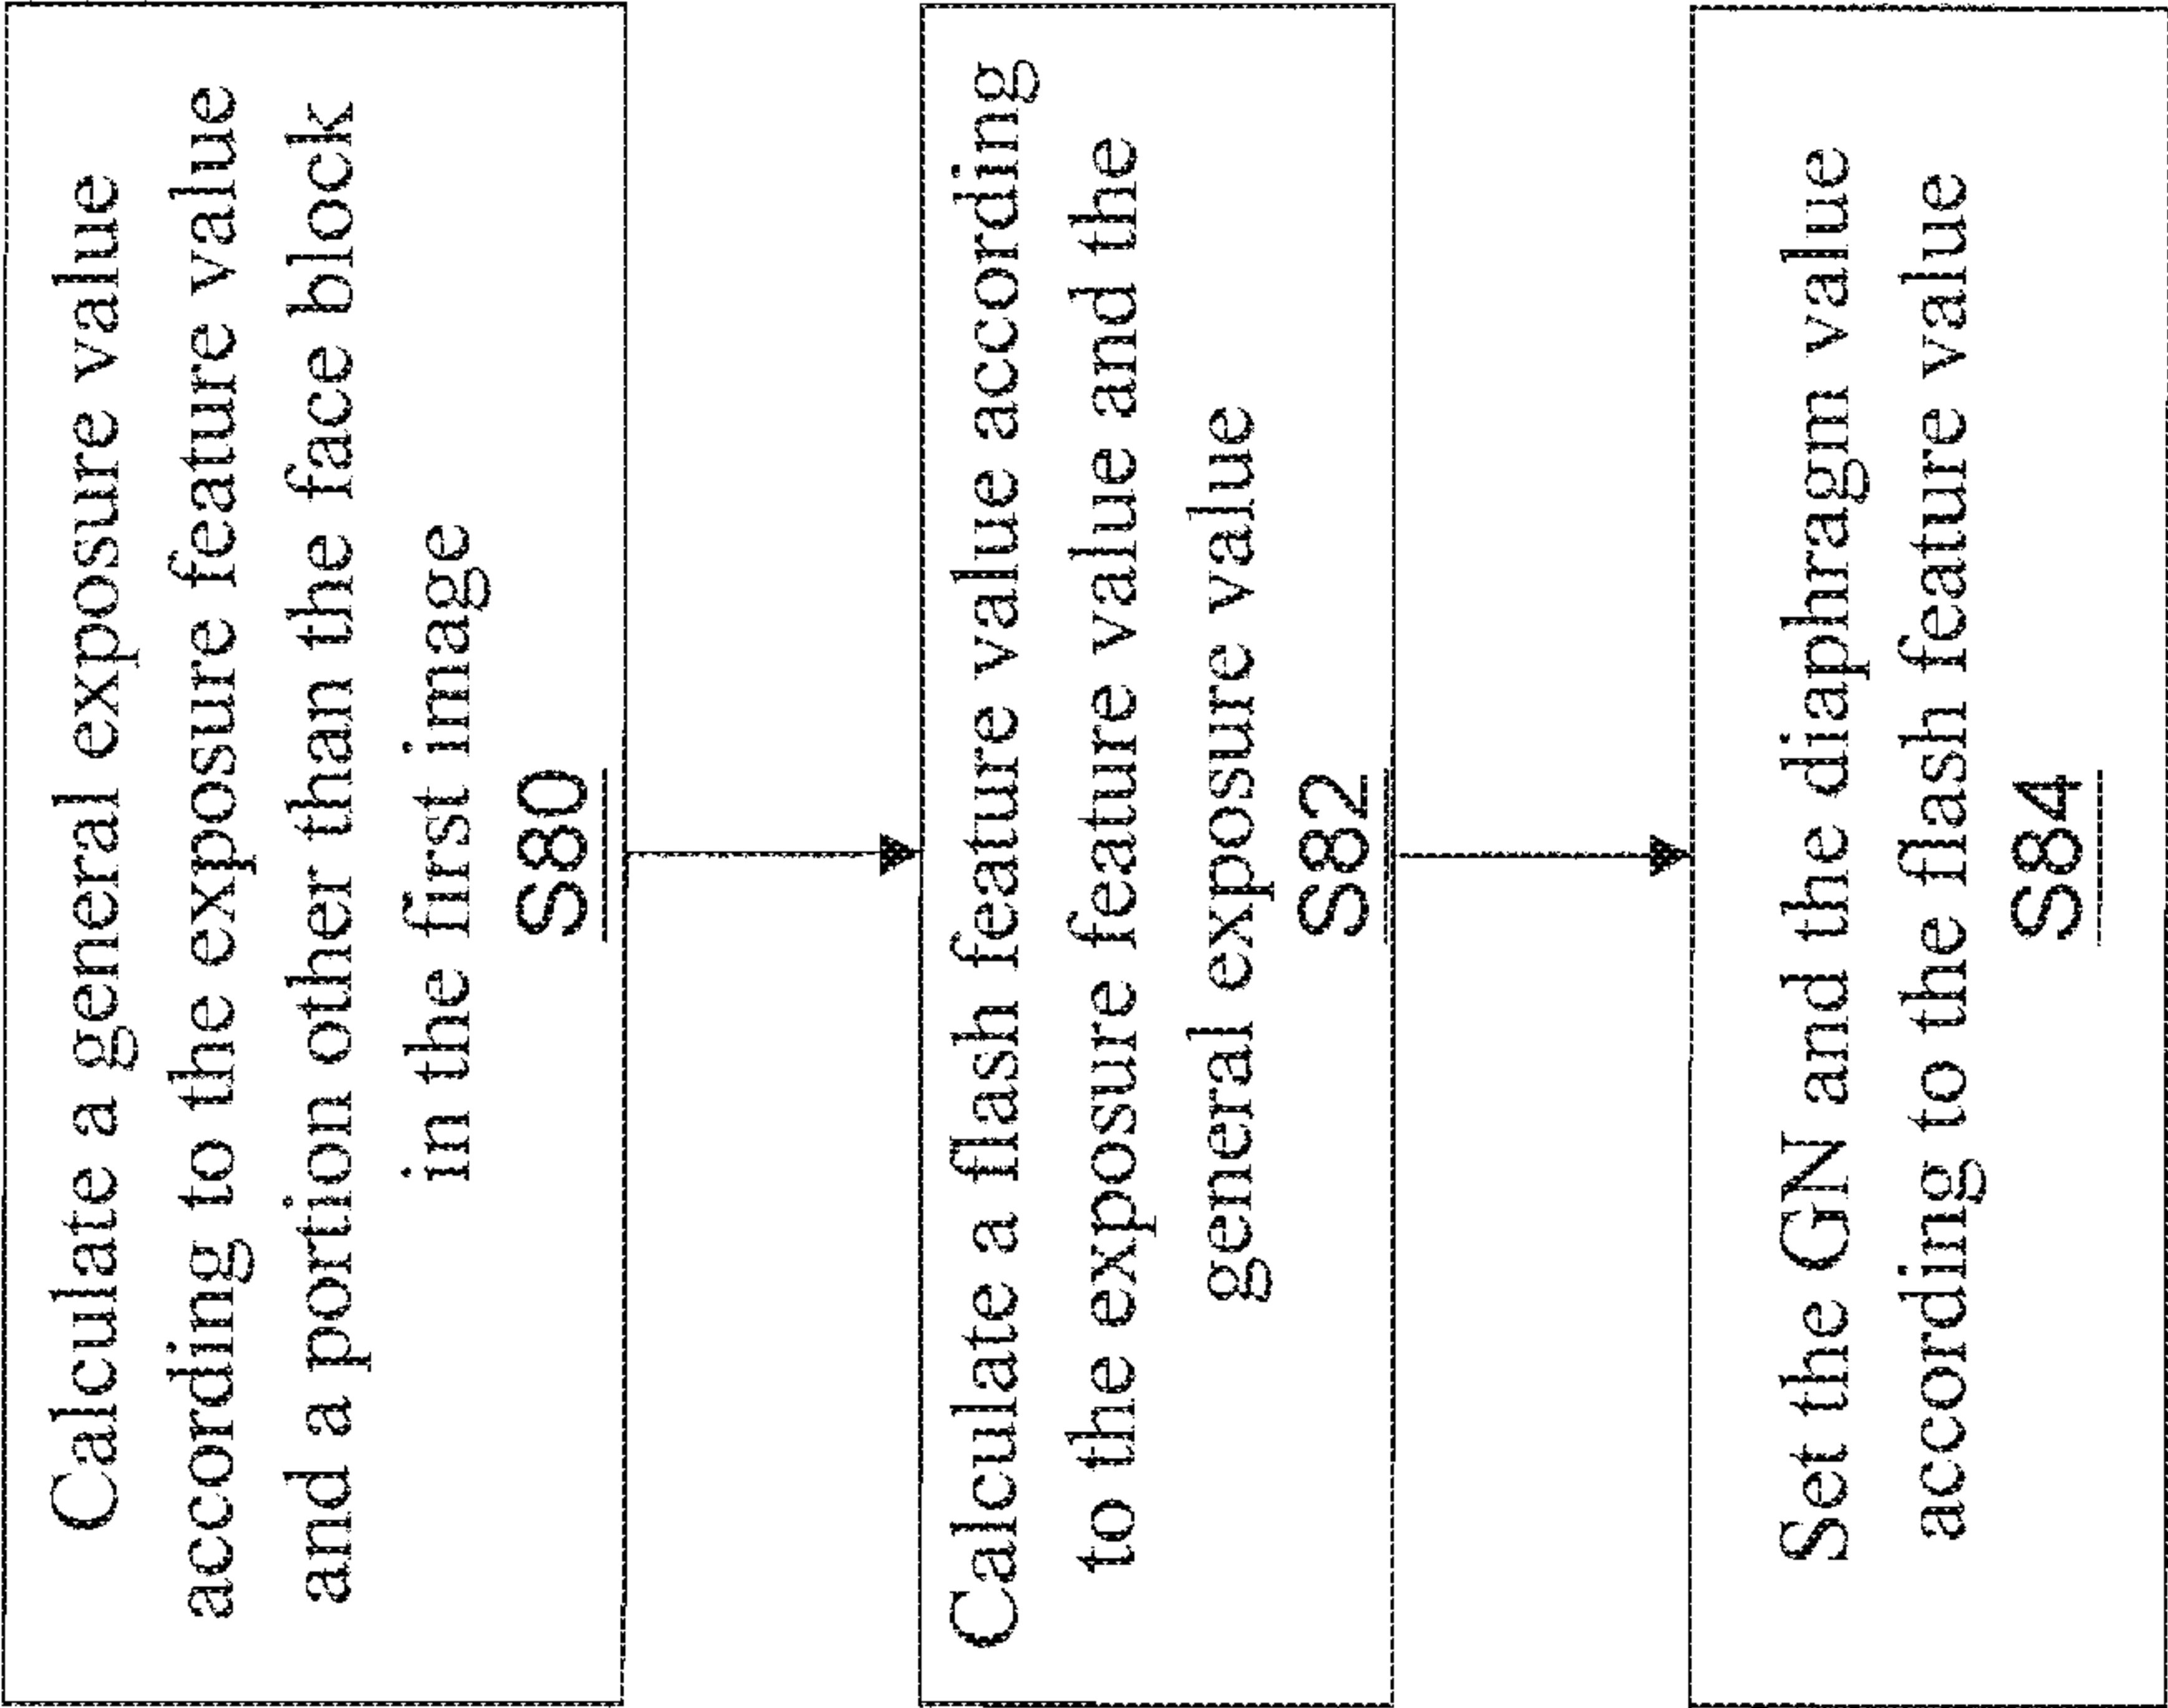 Calculate a general exposure value
according to the exposure feature value
and a portion other than the face block
in the first image
S80
Calculate a flash feature value according
to the exposure feature value and the
general exposure value
S82
Set the GN and the diaphragm value
according to the flash feature value
S84